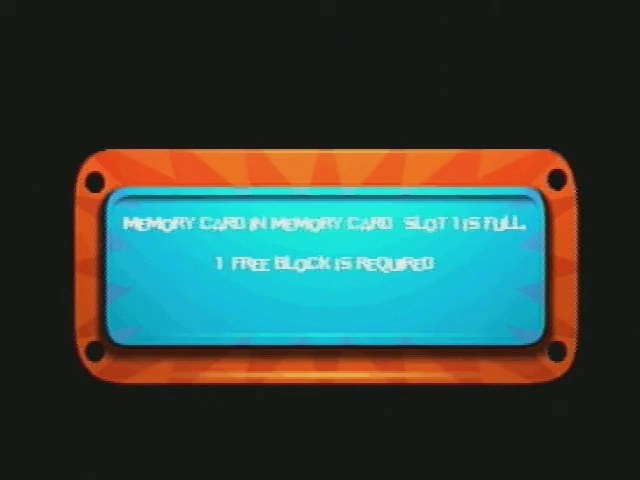 MEMORY CARD IN MEMORY CARD SLOT 1 IS FULL.
1 FREE BLOCK IS REQUIRED